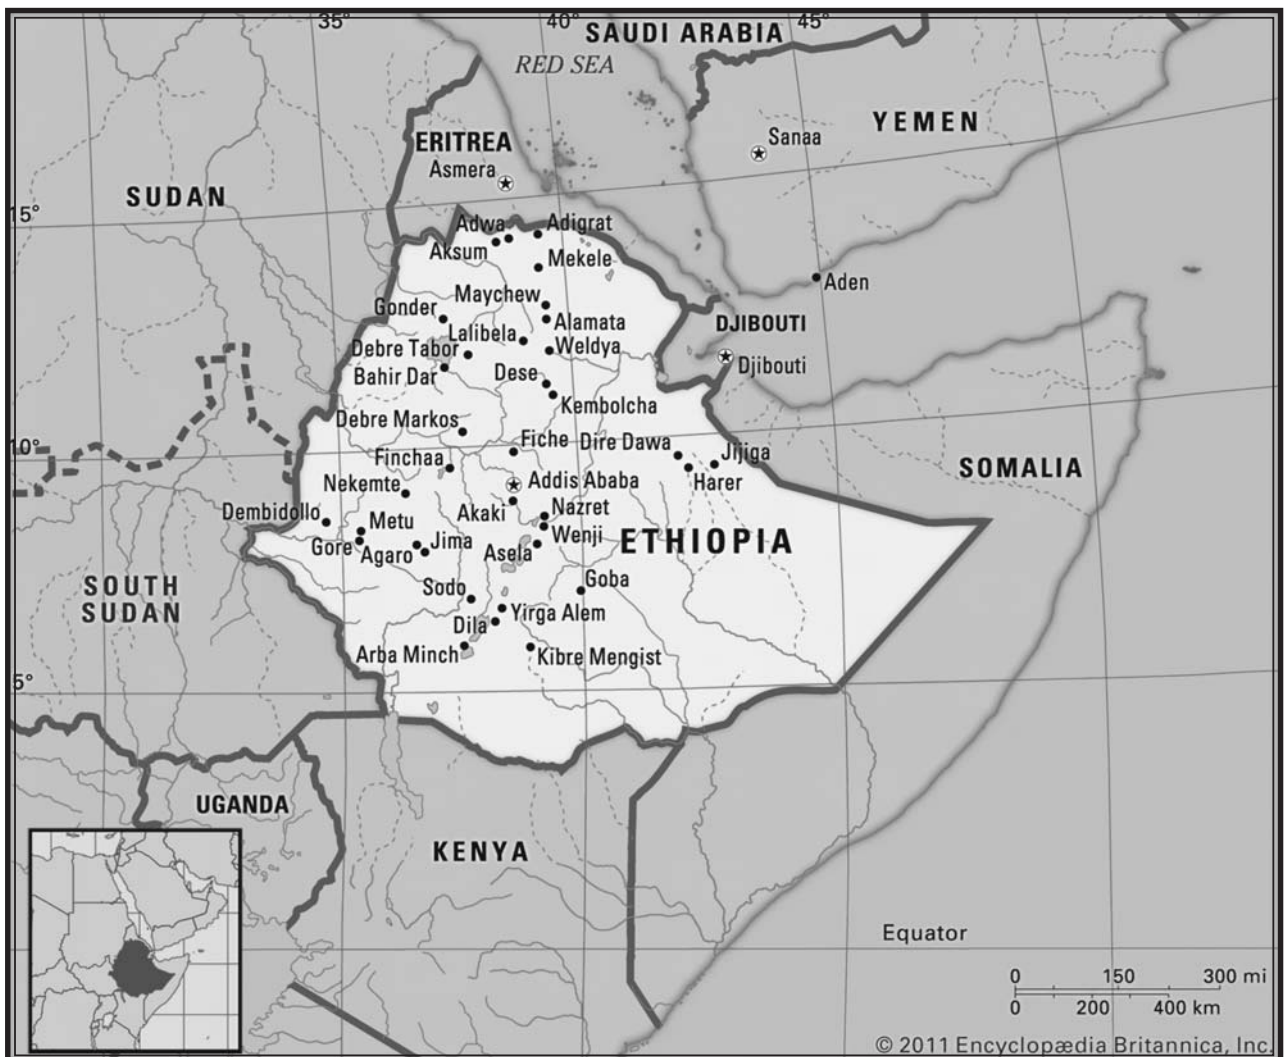 35°
40°
45°
SAUDI ARABIA
RED SEA
YEMEN
Sanaa
ERITREA
Asmera
SUDAN
15°
Adwa
Adigrat
Aksum
Mekele
Aden
Maychew
Gonder
Alamata
DJIBOUTI
Lalibela
Weldya
Debre Tabor
Djibouti
Bahir Dar
Dese
Kembolcha
Debre Markos
10°
Fiche
Dire Dawa
Jijiga
Finchaa
SOMALIA
Nekemte
Addis Ababa
Harer
Dembidollo
Metu
Akaki
Nazret
Wenji
ETHIOPIA
Gore
Agaro
Jima
Asela
SOUTH
SUDAN
Sodo
Goba
Dila
Yirga Alem
Arba Minch
Kibre Mengist
5°
UGANDA
KENYA
Equator
0 150 300 mi
0 200 400 km
© 2011 Encyclopædia Britannica, Inc.